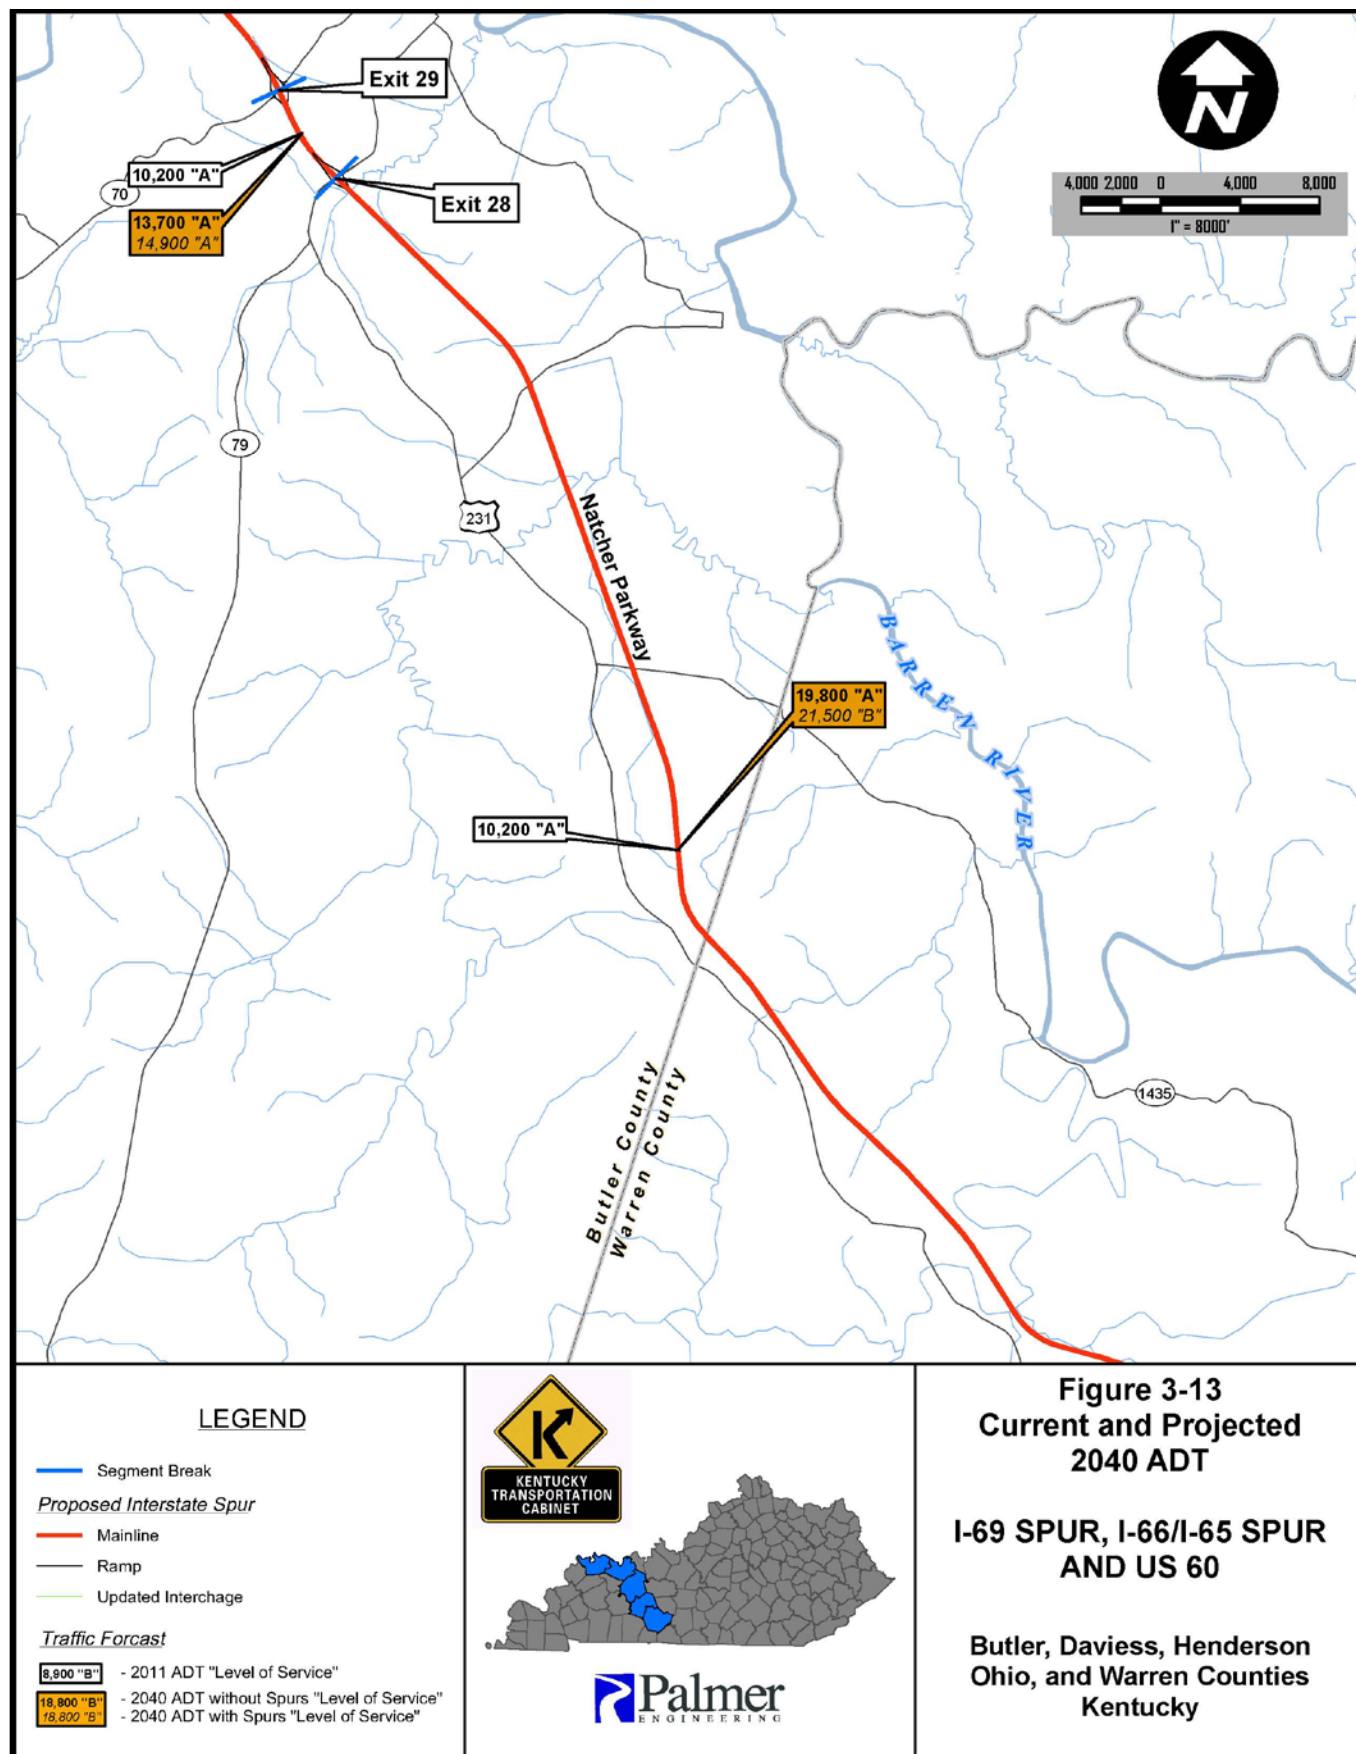 Exit 29
N
10,200 "A"
70
13,700 "A"
14,900 "A"
Exit 28
4,000 2,000 0 4,000 8,000
1" = 8000'
79
231
Natcher Parkway
BARREN RIVER
19,800 "A"
21,500 "B"
10,200 "A"
1435
Butler County
Warren County
LEGEND
Segment Break
Proposed Interstate Spur
Mainline
Ramp
Updated Interchage
Traffic Forcast
8,900 "B" - 2011 ADT "Level of Service"
18,800 "B" - 2040 ADT without Spurs "Level of Service"
18,800 "B" - 2040 ADT with Spurs "Level of Service"
K
KENTUCKY
TRANSPORTATION
CABINET
Palmer
ENGINEERING
Figure 3-13
Current and Projected
2040 ADT
I-69 SPUR, I-66/I-65 SPUR
AND US 60
Butler, Daviess, Henderson
Ohio, and Warren Counties
Kentucky